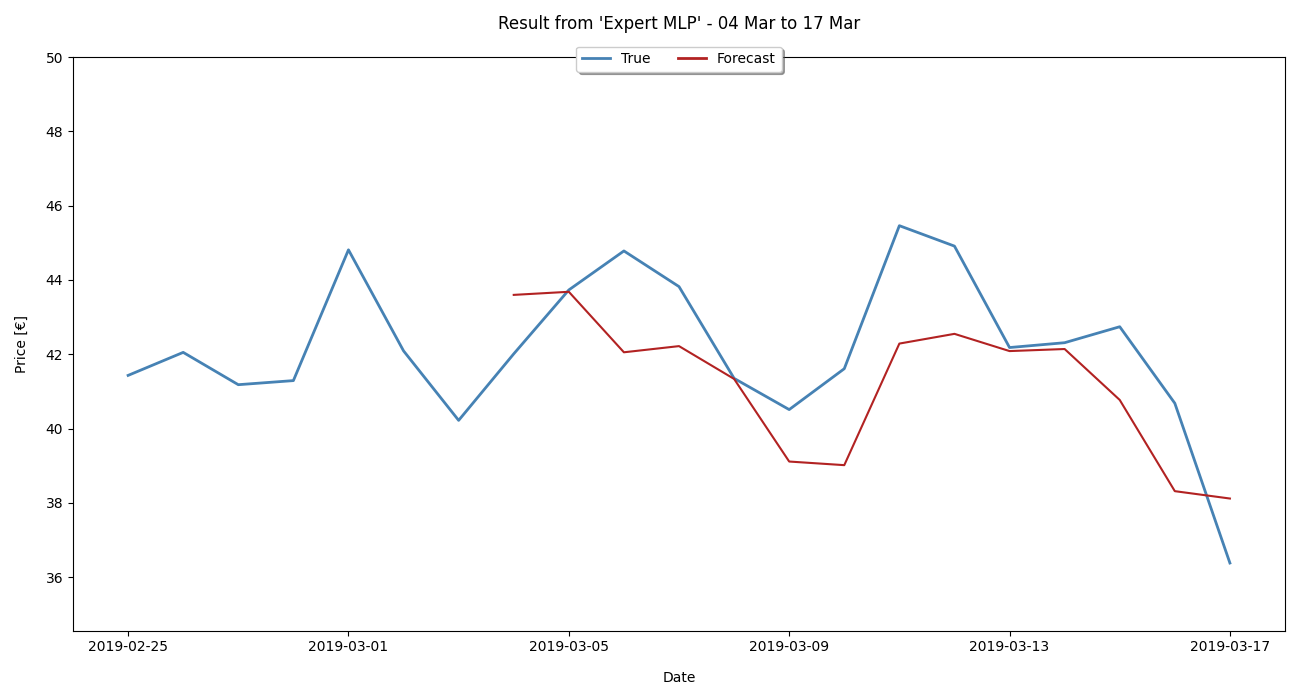 Result from 'Expert MLP' - 04 Mar to 17 Mar
True Forecast
50
48
46
44
42
40
38
36
Price [€]
2019-02-25 2019-03-01 2019-03-05 2019-03-09 2019-03-13 2019-03-17
Date